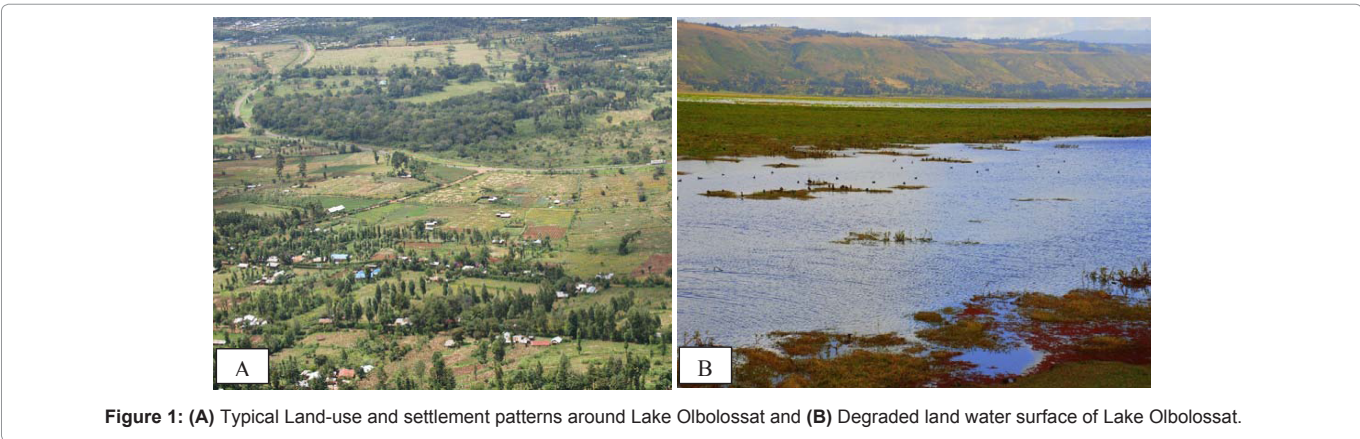 A
B
Figure 1: (A) Typical Land-use and settlement patterns around Lake Olbolossat and (B) Degraded land water surface of Lake Olbolossat.